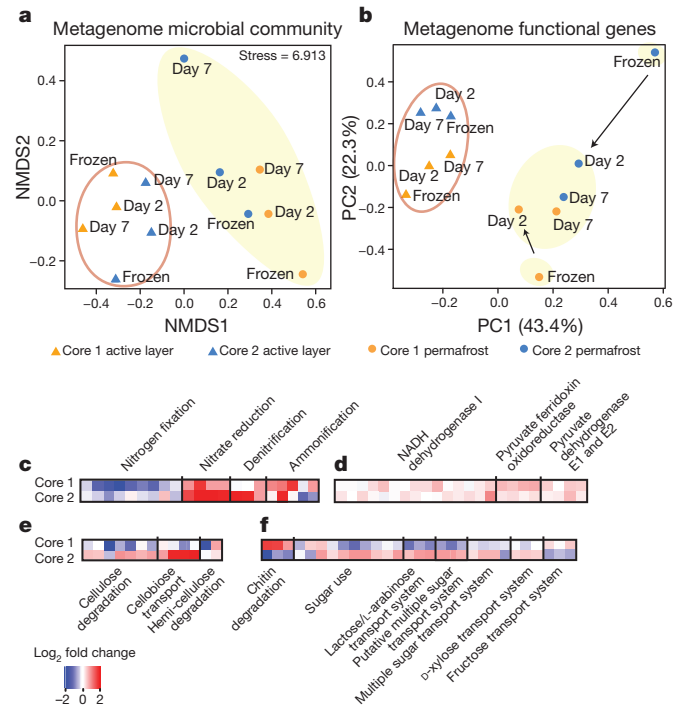 a Metagenome microbial community
Stress = 6.913
Day 7
Day 2
Day 7
Day 2
Frozen
Frozen
Frozen
Day 7
Day 2
Day 7
Day 2
Frozen
0.4
0.2
0.0
−0.2
NMDS2
−0.4
−0.2
0.0
0.2
0.4
0.6
NMDS1
b Metagenome functional genes
Frozen
Day 2
Day 7
Frozen
Day 2
Day 7
Frozen
Day 2
Day 7
Day 2
Day 7
Frozen
0.4
0.2
0.0
−0.2
−0.4
PC2 (22.3%)
−0.4
−0.2
0.0
0.2
0.4
0.6
PC1 (43.4%)
Core 1 active layer
Core 2 active layer
Core 1 permafrost
Core 2 permafrost
c
Nitrogen fixation
Nitrate reduction
Denitrification
Ammonification
Core 1
Core 2
d
NADH
dehydrogenase I
Pyruvate ferridoxin
oxidoreductase
Pyruvate
dehydrogenase
E1 and E2
e
Core 1
Core 2
Cellulose
degradation
Cellobiose
transport
Hemi-cellulose
degradation
f
Chitin
degradation
Sugar use
Lactose/L-arabinose
transport system
Putative multiple sugar
transport system
Multiple sugar transport system
D-xylose transport system
Fructose transport system
Log2 fold change
−2
0
2